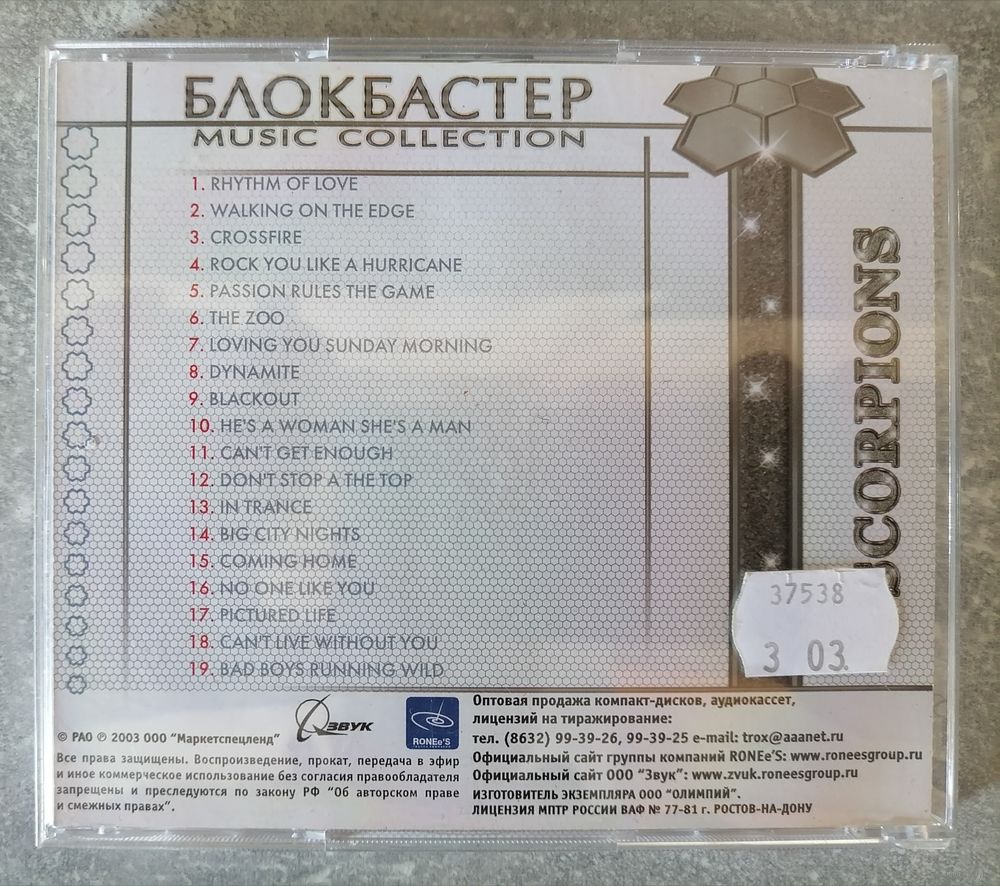 БЛОКБАСТЕР
MUSIC COLLECTION
1. RHYTHM OF LOVE
2. WALKING ON THE EDGE
3. CROSSFIRE
4. ROCK YOU LIKE A HURRICANE
5. PASSION RULES THE GAME
6. THE ZOO
7. LOVING YOU SUNDAY MORNING
8. DYNAMITE
9. BLACKOUT
10. HE'S A WOMAN SHE'S A MAN
11. CAN'T GET ENOUGH
12. DON'T STOP A THE TOP
13. IN TRANCE
14. BIG CITY NIGHTS
15. COMING HOME
16. NO ONE LIKE YOU
17. PICTURED LIFE
18. CAN'T LIVE WITHOUT YOU
19. BAD BOYS RUNNING WILD
SCORPIONS
37538
3 03.
ЗВУК
RONEe'S
© РАО ℗ 2003 ООО "Маркетспецленд"
Все права защищены. Воспроизведение, прокат, передача в эфир
и иное коммерческое использование без согласия правообладателя
запрещены и преследуются по закону РФ "Об авторском праве
и смежных правах".
Оптовая продажа компакт-дисков, аудиокассет,
лицензий на тиражирование:
тел. (8632) 99-39-26, 99-39-25 e-mail: trox@aaanet.ru
Официальный сайт группы компаний RONEe'S: www.roneesgroup.ru
Официальный сайт ООО "Звук": www.zvuk.roneesgroup.ru
ИЗГОТОВИТЕЛЬ ЭКЗЕМПЛЯРА ООО "ОЛИМПИЙ".
ЛИЦЕНЗИЯ МПТР РОССИИ ВАФ № 77-81 г. РОСТОВ-НА-ДОНУ